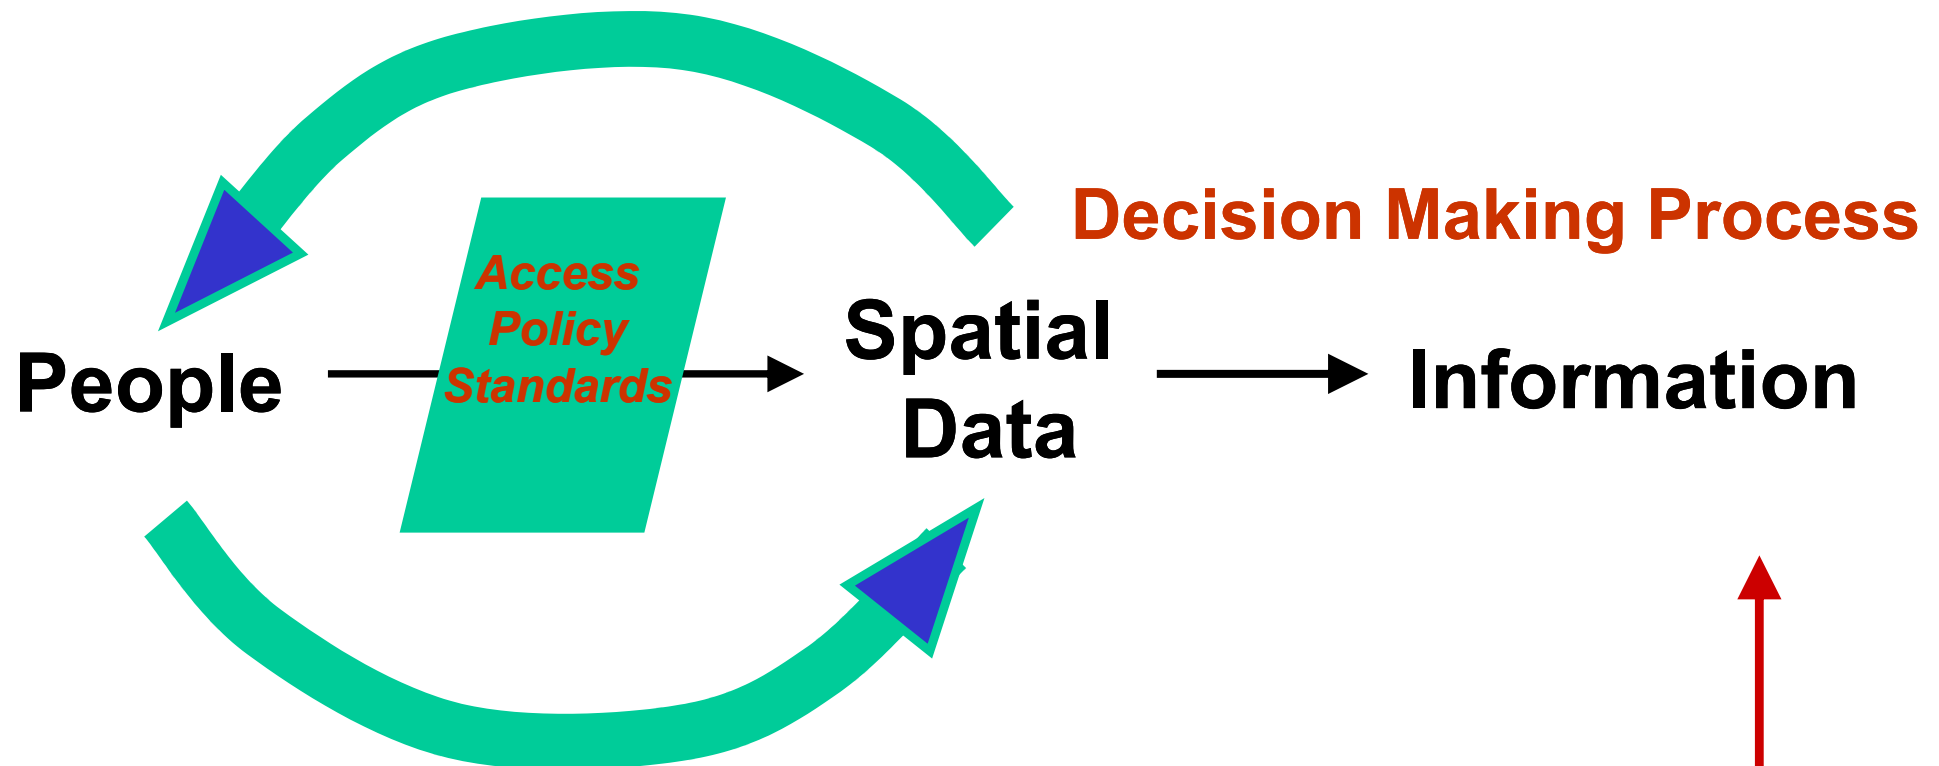 Decision Making Process
Access
Policy
Standards
People
Spatial
Data
Information